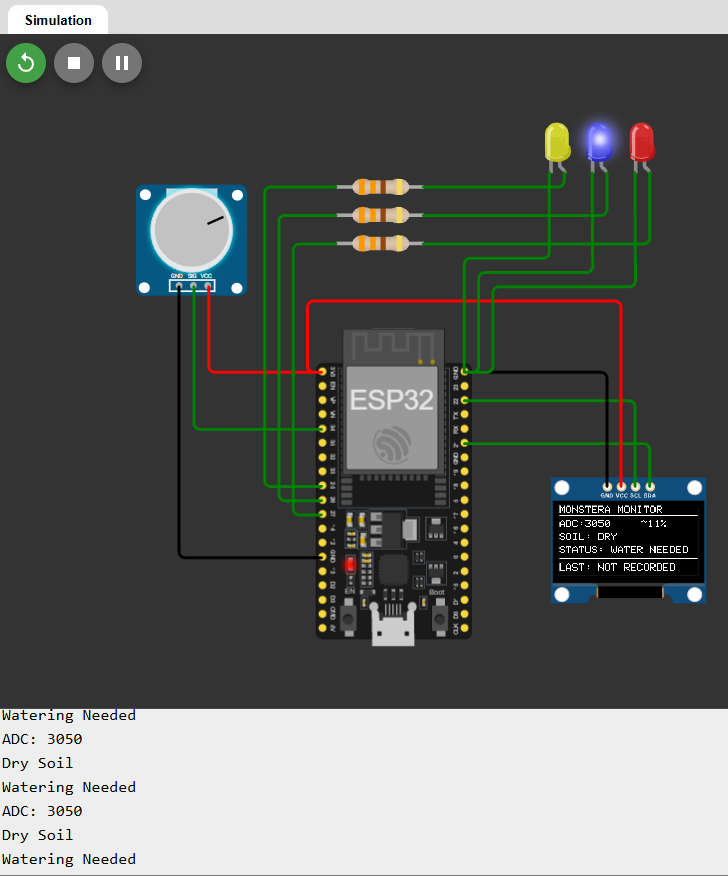 Simulation
GND SIG VCC
ESP32
EN
Boot
GND VCC SCL SDA
MONSTERA MONITOR
ADC:3050 ~11%
SOIL: DRY
STATUS: WATER NEEDED
LAST: NOT RECORDED
Watering Needed
ADC: 3050
Dry Soil
Watering Needed
ADC: 3050
Dry Soil
Watering Needed